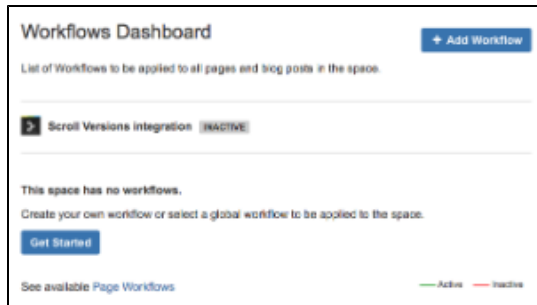 Workflows Dashboard
+ Add Workflow
List of Workflows to be applied to all pages and blog posts in the space.
Scroll Versions integration INACTIVE
This space has no workflows.
Create your own workflow or select a global workflow to be applied to the space.
Get Started
See available Page Workflows
Active Inactive